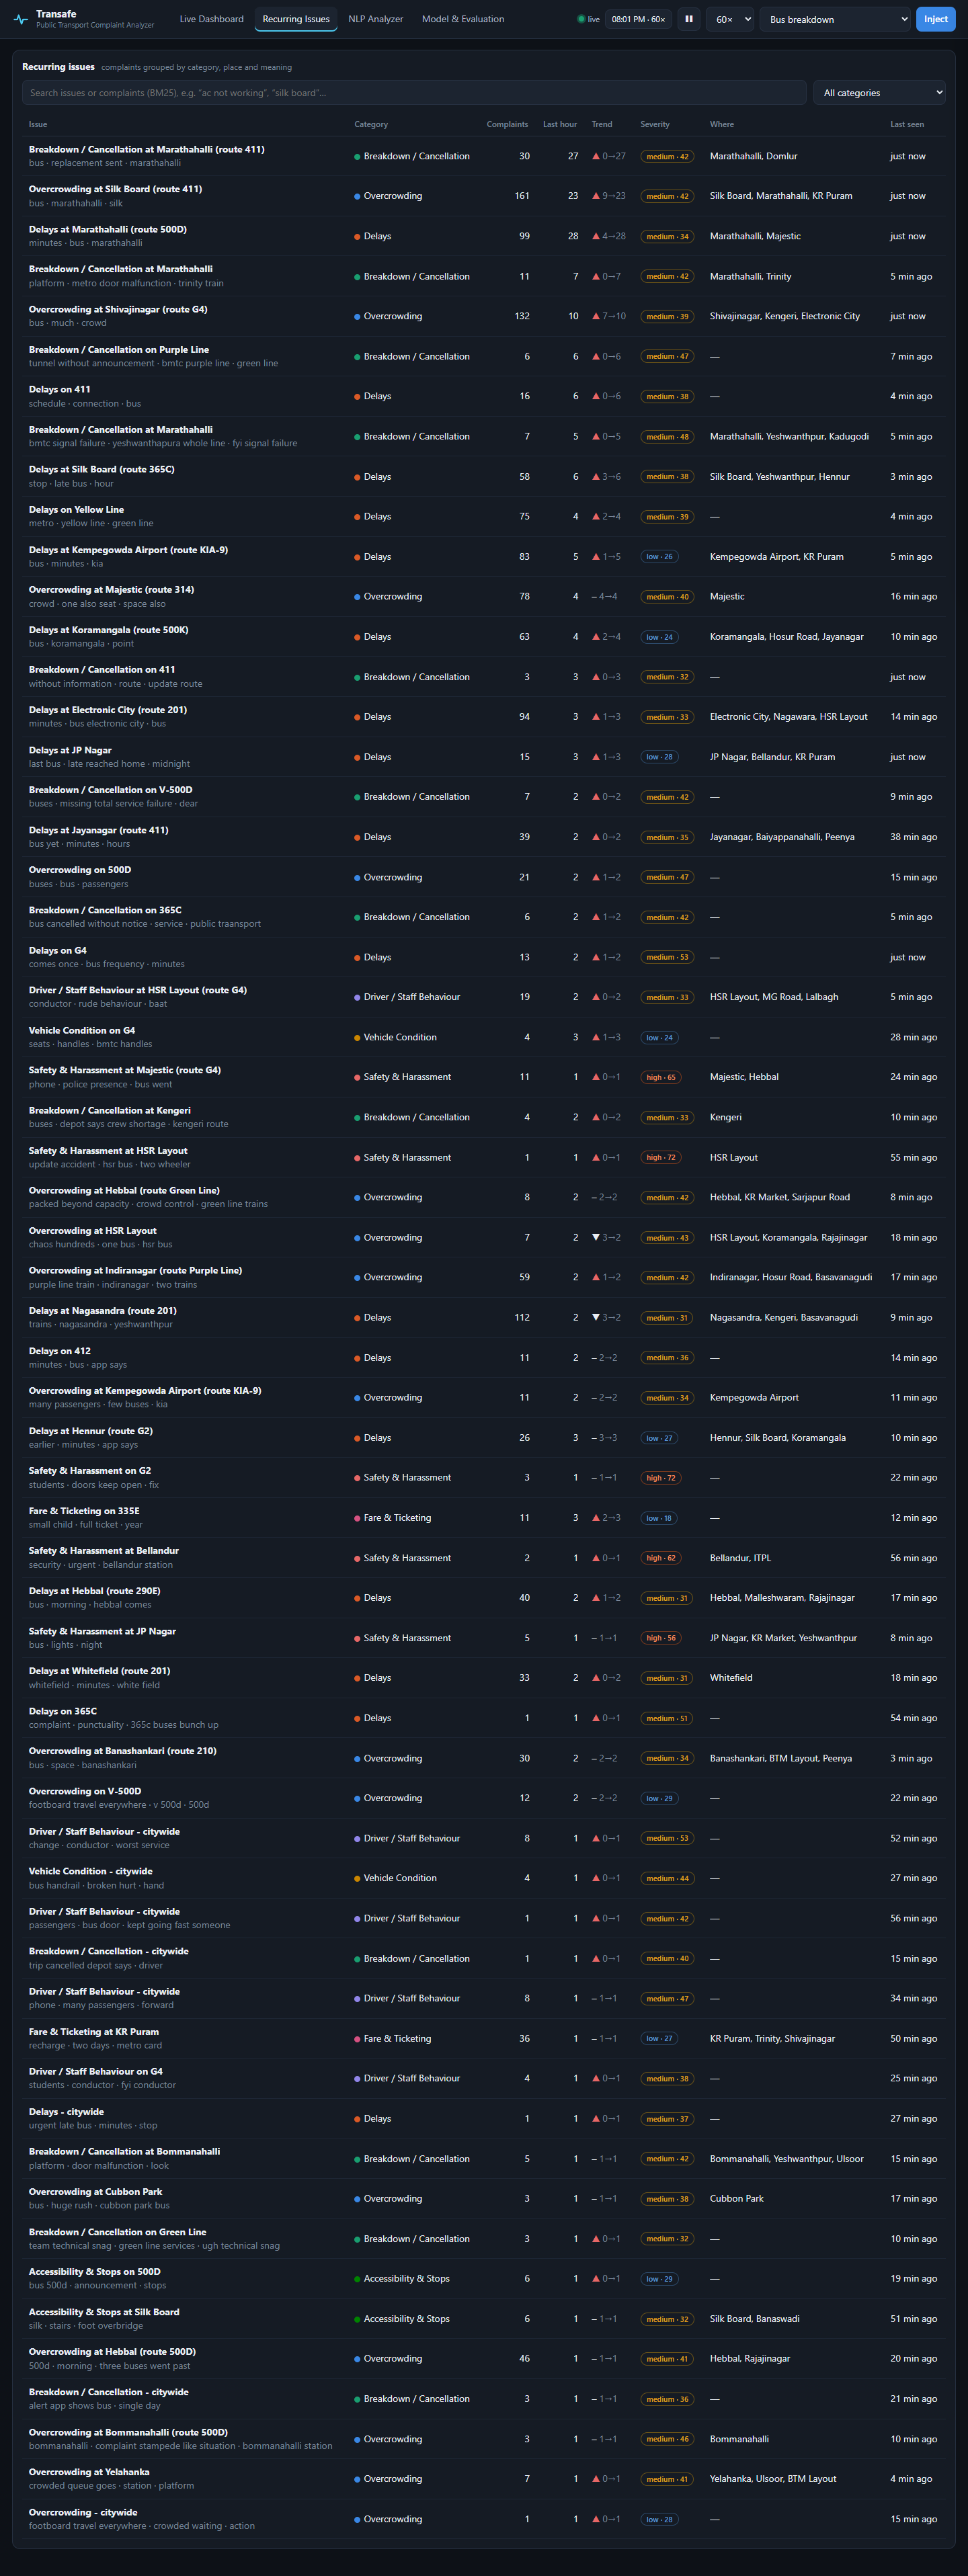 Transafe
Public Transport Complaint Analyzer
Live Dashboard Recurring Issues NLP Analyzer Model & Evaluation
live 08:01 PM · 60× 60× Bus breakdown Inject
Recurring issues complaints grouped by category, place and meaning
Search issues or complaints (BM25), e.g. "ac not working", "silk board"... All categories
Issue Category Complaints Last hour Trend Severity Where Last seen
Breakdown / Cancellation at Marathahalli (route 411)
bus · replacement sent · marathahalli
Breakdown / Cancellation 30 27 ▲ 0→27 medium · 42 Marathahalli, Domlur just now
Overcrowding at Silk Board (route 411)
bus · marathahalli · silk
Overcrowding 161 23 ▲ 9→23 medium · 42 Silk Board, Marathahalli, KR Puram just now
Delays at Marathahalli (route 500D)
minutes · bus · marathahalli
Delays 99 28 ▲ 4→28 medium · 34 Marathahalli, Majestic just now
Breakdown / Cancellation at Marathahalli
platform · metro door malfunction · trinity train
Breakdown / Cancellation 11 7 ▲ 0→7 medium · 42 Marathahalli, Trinity 5 min ago
Overcrowding at Shivajinagar (route G4)
bus · much · crowd
Overcrowding 132 10 ▲ 7→10 medium · 39 Shivajinagar, Kengeri, Electronic City just now
Breakdown / Cancellation on Purple Line
tunnel without announcement · bmtc purple line · green line
Breakdown / Cancellation 6 6 ▲ 0→6 medium · 47 — 7 min ago
Delays on 411
schedule · connection · bus
Delays 16 6 ▲ 0→6 medium · 38 — 4 min ago
Breakdown / Cancellation at Marathahalli
bmtc signal failure · yeshwanthapura whole line · fyi signal failure
Breakdown / Cancellation 7 5 ▲ 0→5 medium · 48 Marathahalli, Yeshwanthpur, Kadugodi 5 min ago
Delays at Silk Board (route 365C)
stop · late bus · hour
Delays 58 6 ▲ 3→6 medium · 38 Silk Board, Yeshwanthpur, Hennur 3 min ago
Delays on Yellow Line
metro · yellow line · green line
Delays 75 4 ▲ 2→4 medium · 39 — 4 min ago
Delays at Kempegowda Airport (route KIA-9)
bus · minutes · kia
Delays 83 5 ▲ 1→5 low · 26 Kempegowda Airport, KR Puram 5 min ago
Overcrowding at Majestic (route 314)
crowd · one also seat · space also
Overcrowding 78 4 – 4→4 medium · 40 Majestic 16 min ago
Delays at Koramangala (route 500K)
bus · koramangala · point
Delays 63 4 ▲ 2→4 low · 24 Koramangala, Hosur Road, Jayanagar 10 min ago
Breakdown / Cancellation on 411
without information · route · update route
Breakdown / Cancellation 3 3 ▲ 0→3 medium · 32 — just now
Delays at Electronic City (route 201)
minutes · bus electronic city · bus
Delays 94 3 ▲ 1→3 medium · 33 Electronic City, Nagawara, HSR Layout 14 min ago
Delays at JP Nagar
last bus · late reached home · midnight
Delays 15 3 ▲ 1→3 low · 28 JP Nagar, Bellandur, KR Puram just now
Breakdown / Cancellation on V-500D
buses · missing total service failure · dear
Breakdown / Cancellation 7 2 ▲ 0→2 medium · 42 — 9 min ago
Delays at Jayanagar (route 411)
bus yet · minutes · hours
Delays 39 2 ▲ 0→2 medium · 35 Jayanagar, Baiyappanahalli, Peenya 38 min ago
Overcrowding on 500D
buses · bus · passengers
Overcrowding 21 2 ▲ 1→2 medium · 47 — 15 min ago
Breakdown / Cancellation on 365C
bus cancelled without notice · service · public traansport
Breakdown / Cancellation 6 2 ▲ 1→2 medium · 42 — 5 min ago
Delays on G4
comes once · bus frequency · minutes
Delays 13 2 ▲ 1→2 medium · 53 — just now
Driver / Staff Behaviour at HSR Layout (route G4)
conductor · rude behaviour · baat
Driver / Staff Behaviour 19 2 ▲ 0→2 medium · 33 HSR Layout, MG Road, Lalbagh 5 min ago
Vehicle Condition on G4
seats · handles · bmtc handles
Vehicle Condition 4 3 ▲ 1→3 low · 24 — 28 min ago
Safety & Harassment at Majestic (route G4)
phone · police presence · bus went
Safety & Harassment 11 1 ▲ 0→1 high · 65 Majestic, Hebbal 24 min ago
Breakdown / Cancellation at Kengeri
buses · depot says crew shortage · kengeri route
Breakdown / Cancellation 4 2 ▲ 0→2 medium · 33 Kengeri 10 min ago
Safety & Harassment at HSR Layout
update accident · hsr bus · two wheeler
Safety & Harassment 1 1 ▲ 0→1 high · 72 HSR Layout 55 min ago
Overcrowding at Hebbal (route Green Line)
packed beyond capacity · crowd control · green line trains
Overcrowding 8 2 – 2→2 medium · 42 Hebbal, KR Market, Sarjapur Road 8 min ago
Overcrowding at HSR Layout
chaos hundreds · one bus · hsr bus
Overcrowding 7 2 ▼ 3→2 medium · 43 HSR Layout, Koramangala, Rajajinagar 18 min ago
Overcrowding at Indiranagar (route Purple Line)
purple line train · indiranagar · two trains
Overcrowding 59 2 ▲ 1→2 medium · 42 Indiranagar, Hosur Road, Basavanagudi 17 min ago
Delays at Nagasandra (route 201)
trains · nagasandra · yeshwanthpur
Delays 112 2 ▼ 3→2 medium · 31 Nagasandra, Kengeri, Basavanagudi 9 min ago
Delays on 412
minutes · bus · app says
Delays 11 2 – 2→2 medium · 36 — 14 min ago
Overcrowding at Kempegowda Airport (route KIA-9)
many passengers · few buses · kia
Overcrowding 11 2 – 2→2 medium · 34 Kempegowda Airport 11 min ago
Delays at Hennur (route G2)
earlier · minutes · app says
Delays 26 3 – 3→3 low · 27 Hennur, Silk Board, Koramangala 10 min ago
Safety & Harassment on G2
students · doors keep open · fix
Safety & Harassment 3 1 – 1→1 high · 72 — 22 min ago
Fare & Ticketing on 335E
small child · full ticket · year
Fare & Ticketing 11 3 ▲ 2→3 low · 18 — 12 min ago
Safety & Harassment at Bellandur
security · urgent · bellandur station
Safety & Harassment 2 1 ▲ 0→1 high · 62 Bellandur, ITPL 56 min ago
Delays at Hebbal (route 290E)
bus · morning · hebbal comes
Delays 40 2 ▲ 1→2 medium · 31 Hebbal, Malleshwaram, Rajajinagar 17 min ago
Safety & Harassment at JP Nagar
bus · lights · night
Safety & Harassment 5 1 – 1→1 high · 56 JP Nagar, KR Market, Yeshwanthpur 8 min ago
Delays at Whitefield (route 201)
whitefield · minutes · white field
Delays 33 2 ▲ 0→2 medium · 31 Whitefield 18 min ago
Delays on 365C
complaint · punctuality · 365c buses bunch up
Delays 1 1 ▲ 0→1 medium · 51 — 54 min ago
Overcrowding at Banashankari (route 210)
bus · space · banashankari
Overcrowding 30 2 – 2→2 medium · 34 Banashankari, BTM Layout, Peenya 3 min ago
Overcrowding on V-500D
footboard travel everywhere · v 500d · 500d
Overcrowding 12 2 – 2→2 low · 29 — 22 min ago
Driver / Staff Behaviour - citywide
change · conductor · worst service
Driver / Staff Behaviour 8 1 ▲ 0→1 medium · 53 — 52 min ago
Vehicle Condition - citywide
bus handrail · broken hurt · hand
Vehicle Condition 4 1 ▲ 0→1 medium · 44 — 27 min ago
Driver / Staff Behaviour - citywide
passengers · bus door · kept going fast someone
Driver / Staff Behaviour 1 1 ▲ 0→1 medium · 42 — 56 min ago
Breakdown / Cancellation - citywide
trip cancelled depot says · driver
Breakdown / Cancellation 1 1 ▲ 0→1 medium · 40 — 15 min ago
Driver / Staff Behaviour - citywide
phone · many passengers · forward
Driver / Staff Behaviour 8 1 – 1→1 medium · 47 — 34 min ago
Fare & Ticketing at KR Puram
recharge · two days · metro card
Fare & Ticketing 36 1 – 1→1 low · 27 KR Puram, Trinity, Shivajinagar 50 min ago
Driver / Staff Behaviour on G4
students · conductor · fyi conductor
Driver / Staff Behaviour 4 1 ▲ 0→1 medium · 38 — 25 min ago
Delays - citywide
urgent late bus · minutes · stop
Delays 1 1 ▲ 0→1 medium · 37 — 27 min ago
Breakdown / Cancellation at Bommanahalli
platform · door malfunction · look
Breakdown / Cancellation 5 1 – 1→1 medium · 42 Bommanahalli, Yeshwanthpur, Ulsoor 15 min ago
Overcrowding at Cubbon Park
bus · huge rush · cubbon park bus
Overcrowding 3 1 – 1→1 medium · 38 Cubbon Park 17 min ago
Breakdown / Cancellation on Green Line
team technical snag · green line services · ugh technical snag
Breakdown / Cancellation 3 1 ▲ 0→1 medium · 32 — 10 min ago
Accessibility & Stops on 500D
bus 500d · announcement · stops
Accessibility & Stops 6 1 ▲ 0→1 low · 29 — 19 min ago
Accessibility & Stops at Silk Board
silk · stairs · foot overbridge
Accessibility & Stops 6 1 – 1→1 medium · 32 Silk Board, Banaswadi 51 min ago
Overcrowding at Hebbal (route 500D)
500d · morning · three buses went past
Overcrowding 46 1 – 1→1 medium · 41 Hebbal, Rajajinagar 20 min ago
Breakdown / Cancellation - citywide
alert app shows bus · single day
Breakdown / Cancellation 3 1 – 1→1 medium · 36 — 21 min ago
Overcrowding at Bommanahalli (route 500D)
bommanahalli · complaint stampede like situation · bommanahalli station
Overcrowding 3 1 – 1→1 medium · 46 Bommanahalli 10 min ago
Overcrowding at Yelahanka
crowded queue goes · station · platform
Overcrowding 7 1 ▲ 0→1 medium · 41 Yelahanka, Ulsoor, BTM Layout 4 min ago
Overcrowding - citywide
footboard travel everywhere · crowded waiting · action
Overcrowding 1 1 ▲ 0→1 low · 28 — 15 min ago